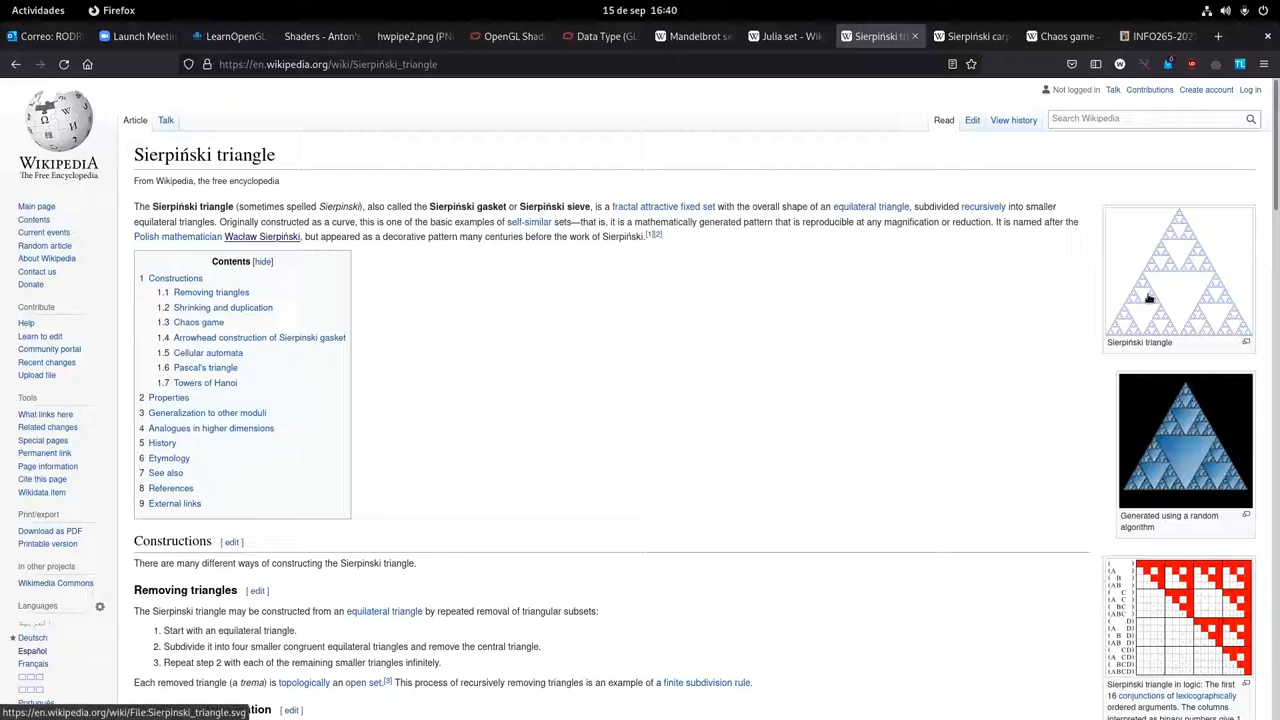 Actividades
Firefox
15 de sep 16:40
Correo: RODR
Launch Meeti
LearnOpenGL
Shaders - Anton's
hwpipe2.png (PN
OpenGL Shad
Data Type (GL
Mandelbrot se
Julia set - Wik
Sierpiński tri
Sierpiński carp
Chaos game -
INFO265-202
https://en.wikipedia.org/wiki/Sierpiński_triangle
Not logged in Talk Contributions Create account Log in
Article Talk
Read Edit View history
Search Wikipedia
WIKIPEDIA
The Free Encyclopedia
Main page
Contents
Current events
Random article
About Wikipedia
Contact us
Donate
Contribute
Help
Learn to edit
Community portal
Recent changes
Upload file
Tools
What links here
Related changes
Special pages
Permanent link
Page information
Cite this page
Wikidata item
Print/export
Download as PDF
Printable version
In other projects
Wikimedia Commons
Languages
Deutsch
Español
Français
Português
Sierpiński triangle
From Wikipedia, the free encyclopedia
The Sierpiński triangle (sometimes spelled Sierpinski), also called the Sierpiński gasket or Sierpiński sieve, is a fractal attractive fixed set with the overall shape of an equilateral triangle, subdivided recursively into smaller
equilateral triangles. Originally constructed as a curve, this is one of the basic examples of self-similar sets—that is, it is a mathematically generated pattern that is reproducible at any magnification or reduction. It is named after the
Polish mathematician Wacław Sierpiński, but appeared as a decorative pattern many centuries before the work of Sierpiński.[1][2]
Contents [hide]
1 Constructions
1.1 Removing triangles
1.2 Shrinking and duplication
1.3 Chaos game
1.4 Arrowhead construction of Sierpinski gasket
1.5 Cellular automata
1.6 Pascal's triangle
1.7 Towers of Hanoi
2 Properties
3 Generalization to other moduli
4 Analogues in higher dimensions
5 History
6 Etymology
7 See also
8 References
9 External links
Constructions [ edit ]
There are many different ways of constructing the Sierpinski triangle.
Removing triangles [ edit ]
The Sierpinski triangle may be constructed from an equilateral triangle by repeated removal of triangular subsets:
1. Start with an equilateral triangle.
2. Subdivide it into four smaller congruent equilateral triangles and remove the central triangle.
3. Repeat step 2 with each of the remaining smaller triangles infinitely.
Each removed triangle (a trema) is topologically an open set.[3] This process of recursively removing triangles is an example of a finite subdivision rule.
[ edit ]
Sierpiński triangle
Generated using a random
algorithm
Sierpiński triangle in logic: The first
16 conjunctions of lexicographically
ordered arguments. The columns
interpreted as binary numbers give 1
https://en.wikipedia.org/wiki/File:Sierpinski_triangle.svg